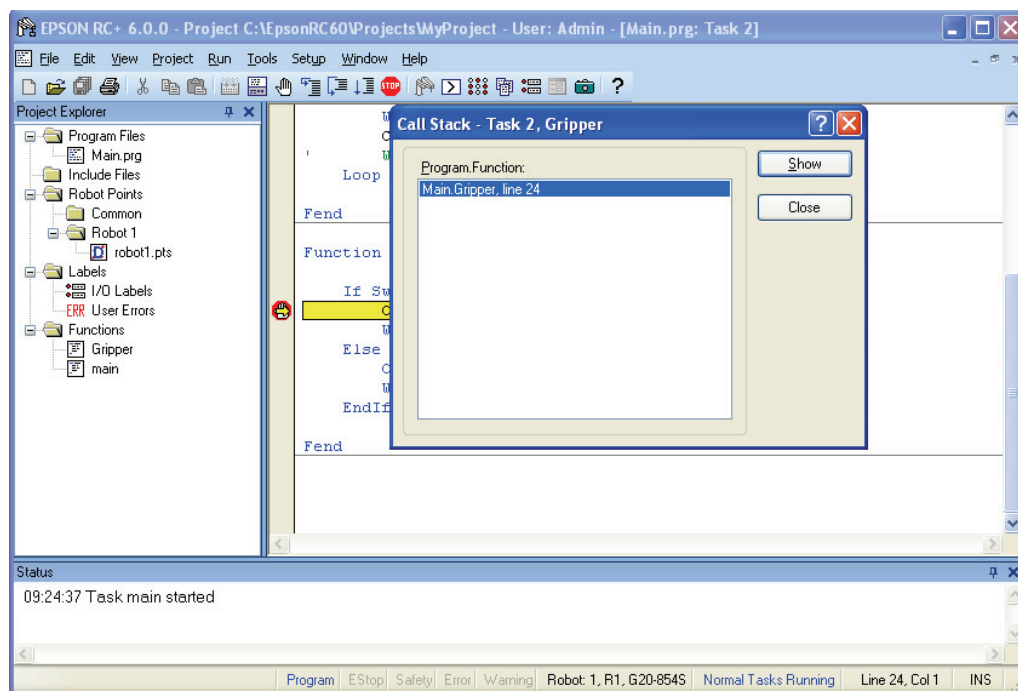 EPSON RC+ 6.0.0 - Project C:\EpsonRC60\Projects\MyProject - User: Admin - [Main.prg: Task 2]
File Edit View Project Run Tools Setup Window Help
STOP
Project Explorer
Program Files
Main.prg
Include Files
Robot Points
Common
Robot 1
robot1.pts
Labels
I/O Labels
ERR User Errors
Functions
Gripper
main
Loop
Fend
Function
If Sw
Else
EndIf
Fend
Call Stack - Task 2, Gripper
Program.Function:
Main.Gripper, line 24
Show
Close
Status
09:24:37 Task main started
Program EStop Safety Error Warning Robot: 1, R1, G20-854S Normal Tasks Running Line 24, Col 1 INS